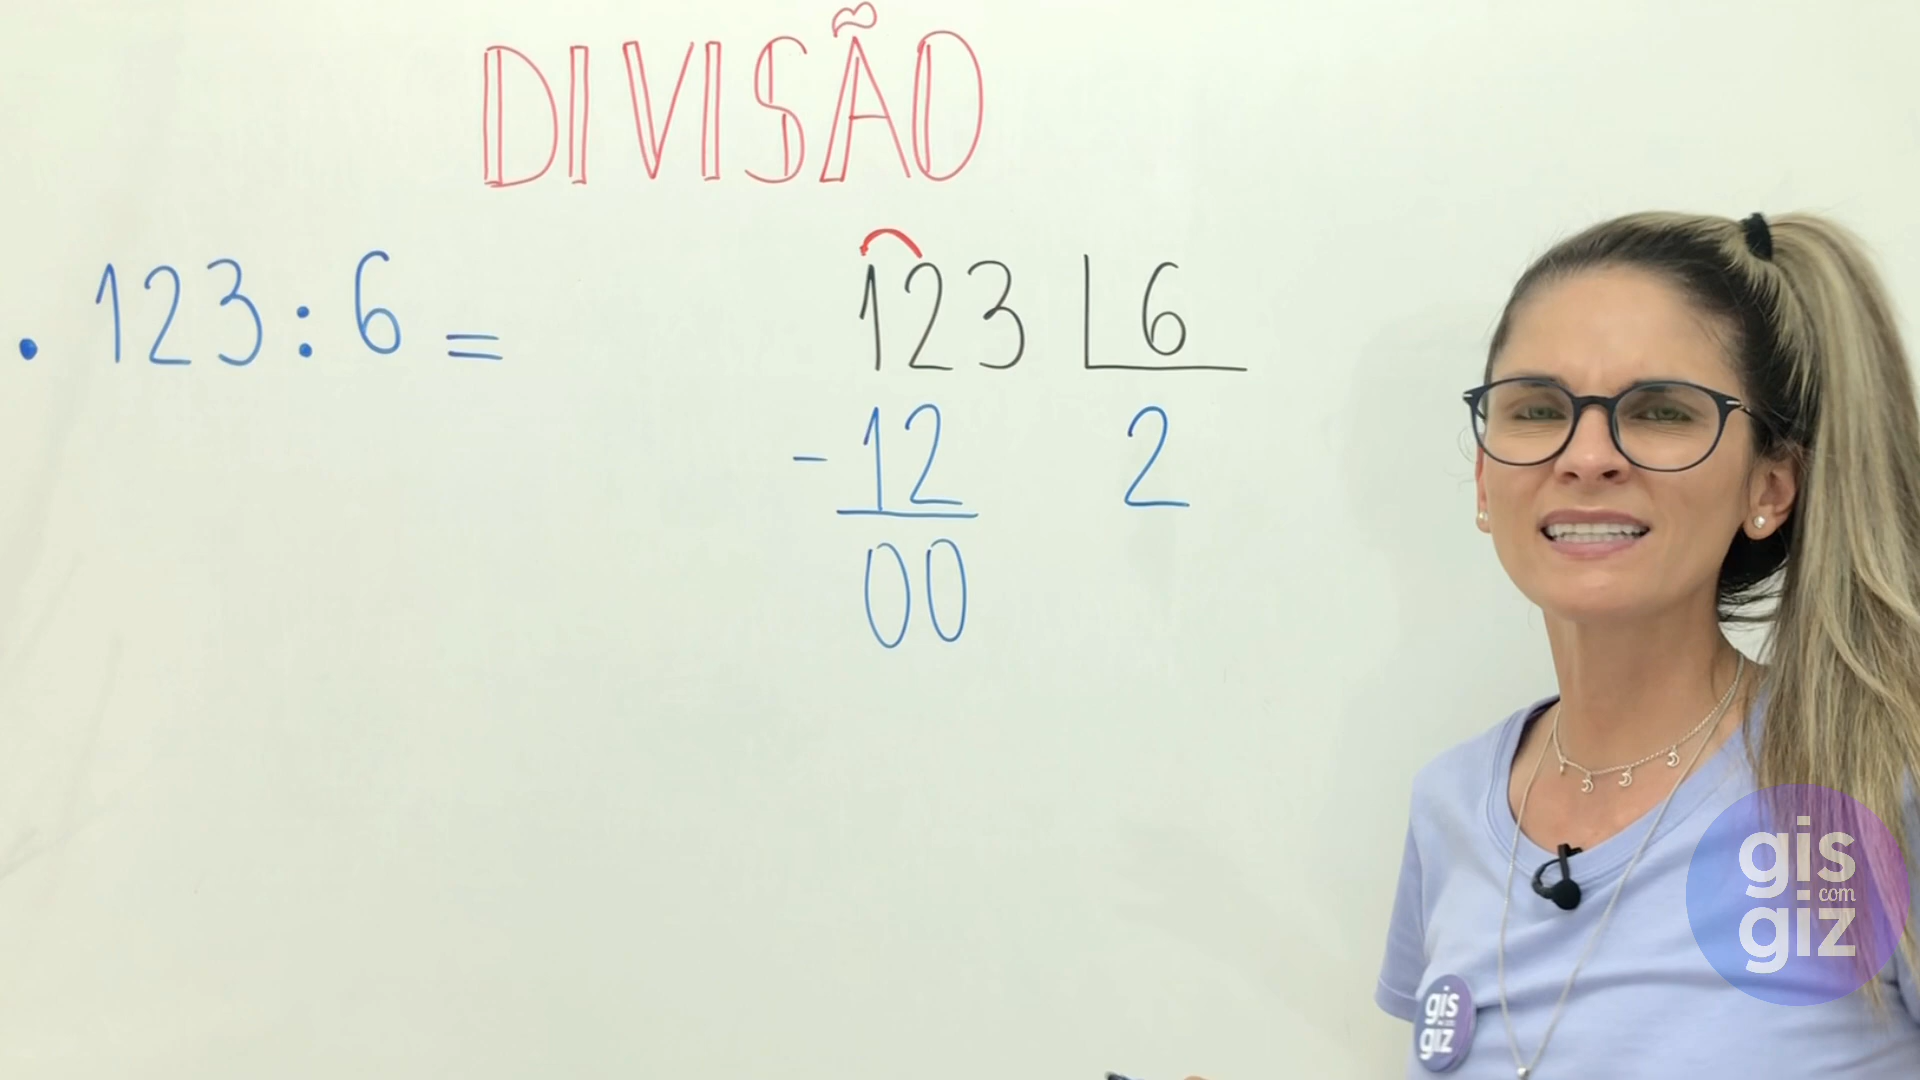 DIVISÃO
. 123 : 6 =
123 | 6
- 12 2
00
gis
com
giz
gis
com
giz